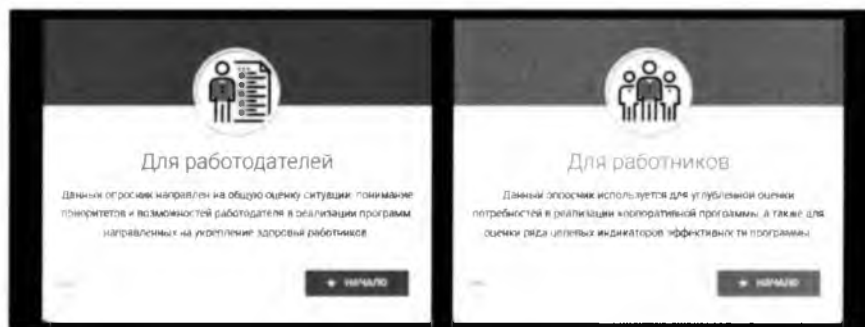 Для работодателей
Данный опросник направлен на общую оценку ситуации, понимание
приоритетов и возможностей работодателя в реализации программ
направленных на укрепление здоровья работников
НАЧАЛО
Для работников
Данный опросник используется для углубленной оценки
потребностей в реализации корпоративной программы, а также для
оценки ряда целевых индикаторов эффективности программы
НАЧАЛО